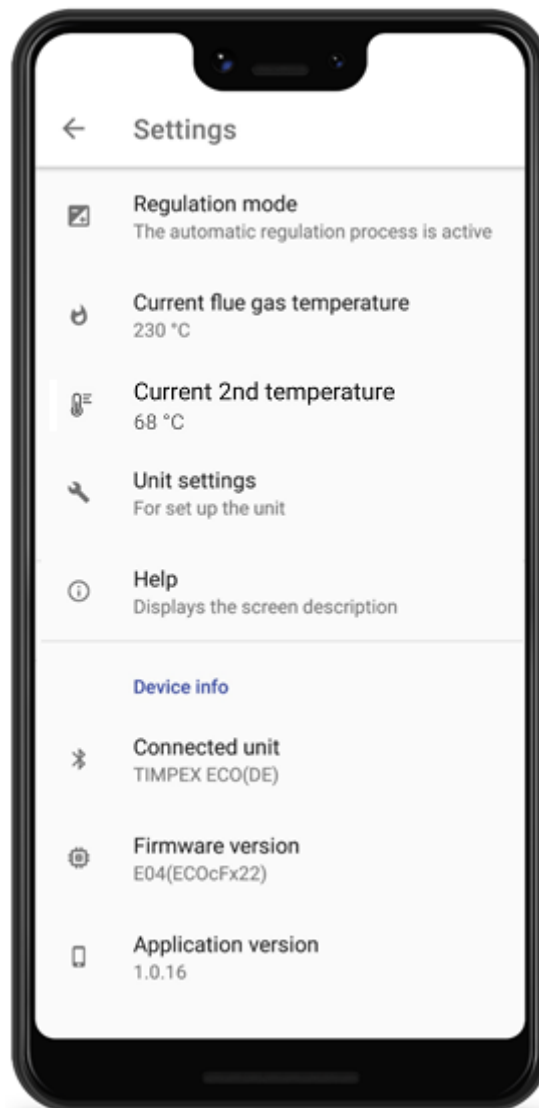 Settings
Regulation mode
The automatic regulation process is active
Current flue gas temperature
230 °C
Current 2nd temperature
68 °C
Unit settings
For set up the unit
Help
Displays the screen description
Device info
Connected unit
TIMPEX ECO(DE)
Firmware version
E04(ECOcFx22)
Application version
1.0.16